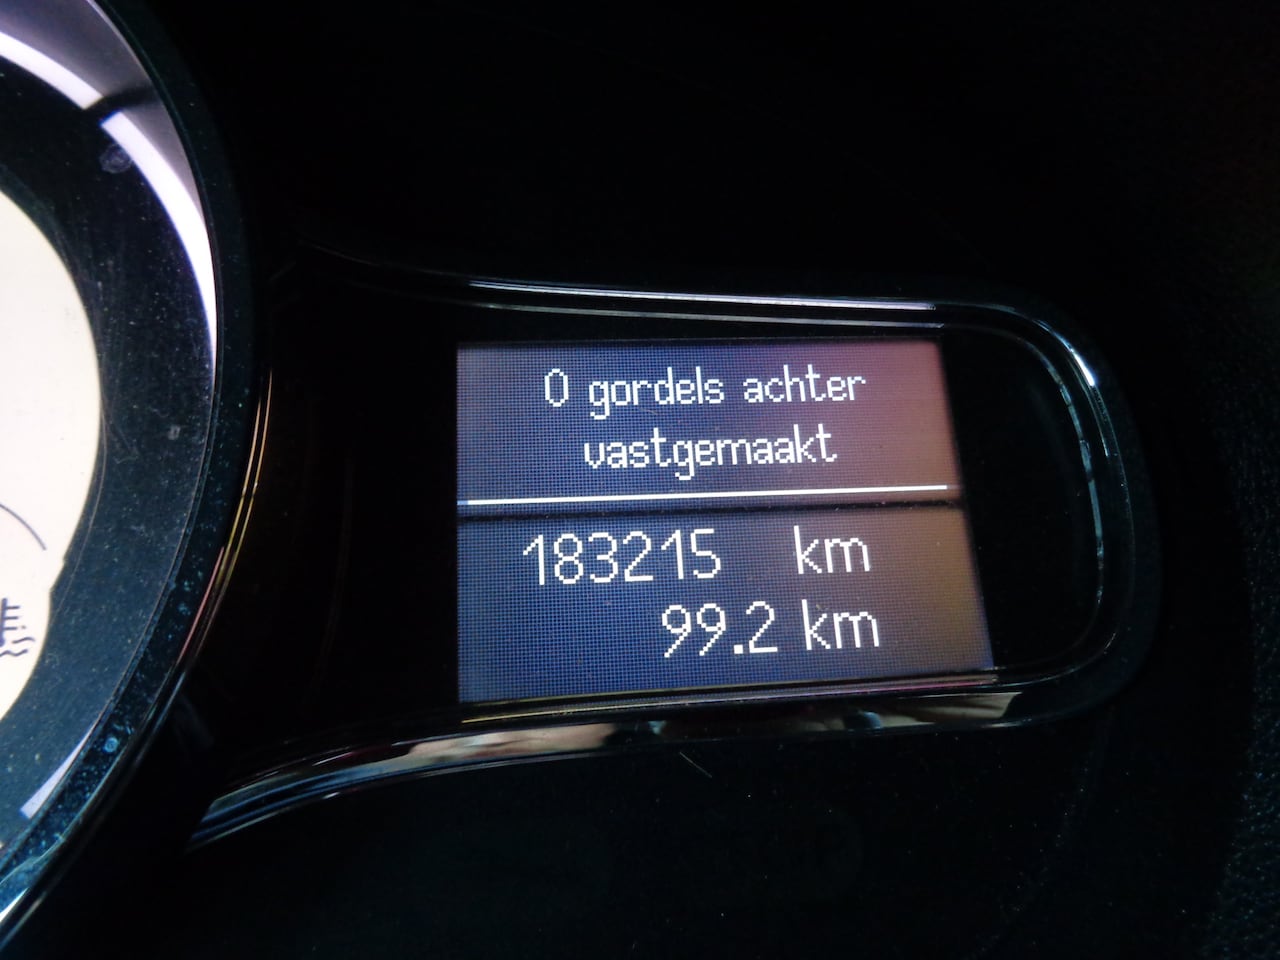 0 gordels achter
vastgemaakt
183215 km
99.2 km